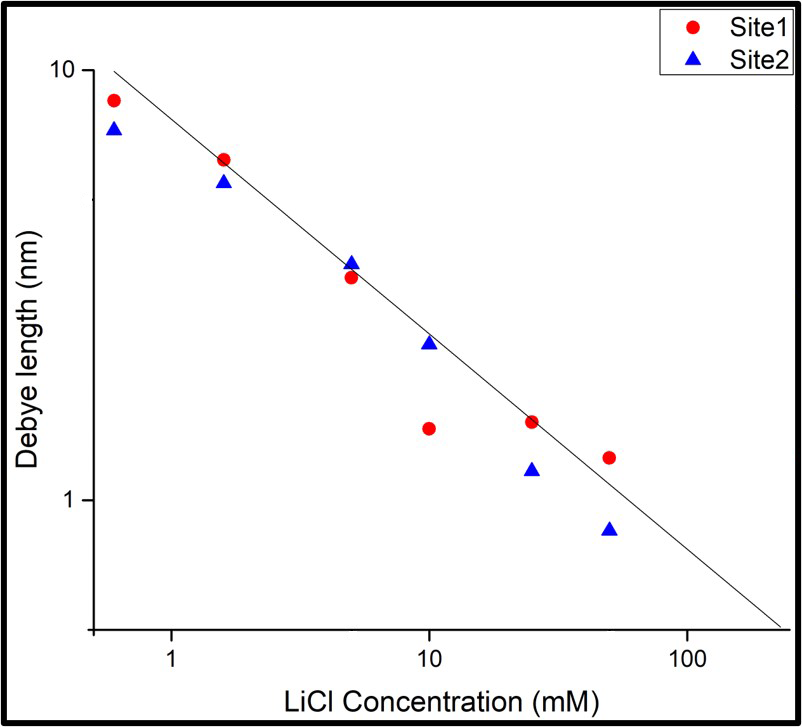 Site1
Site2
10
1
Debye length (nm)
1
10
100
LiCl Concentration (mM)